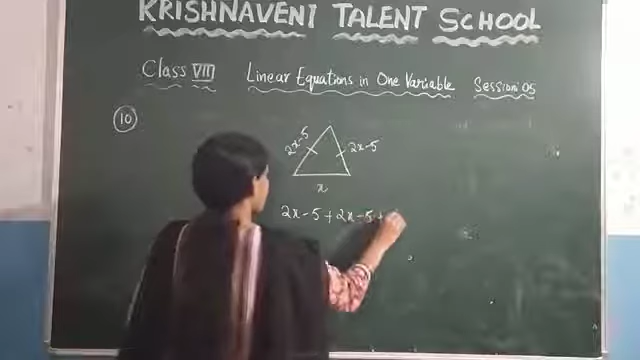 KRISHNAVENI TALENT SCHOOL
Class VIII Linear Equations in One Variable Session 05
10
2x-5 2x-5
x
2x-5+2x-5+